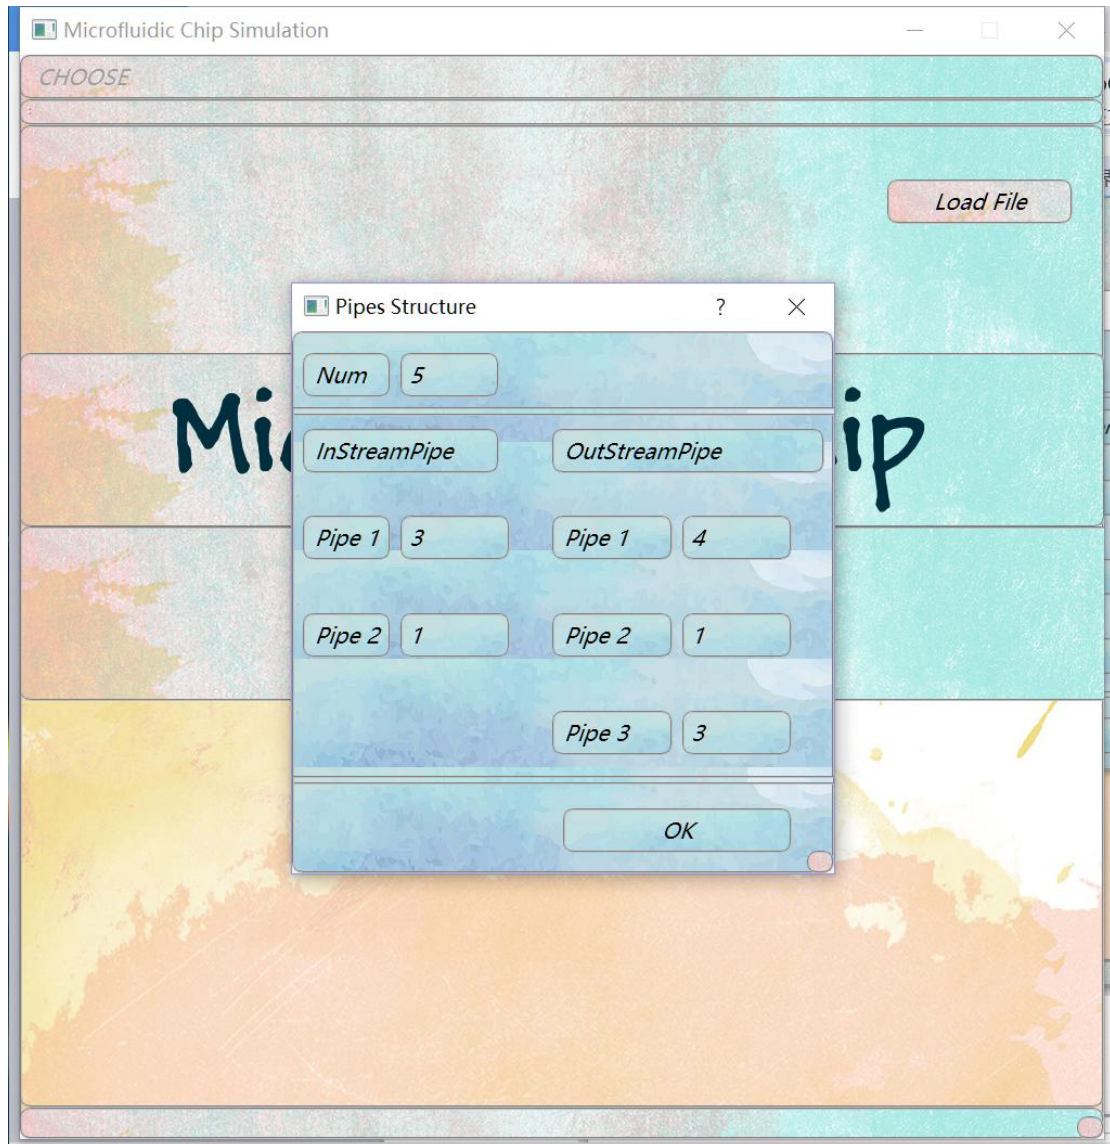 Microfluidic Chip Simulation
CHOOSE
Load File
Pipes Structure
Num 5
InStreamPipe OutStreamPipe
Pipe 1 3 Pipe 1 4
Pipe 2 1 Pipe 2 1
Pipe 3 3
OK